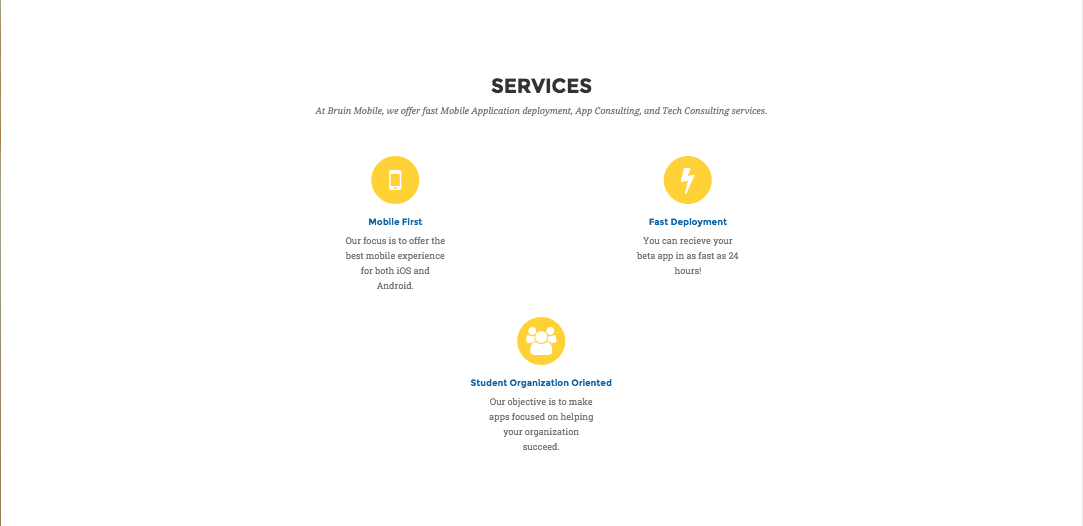 SERVICES
At Bruin Mobile, we offer fast Mobile Application deployment, App Consulting, and Tech Consulting services.
Mobile First
Our focus is to offer the
best mobile experience
for both iOS and
Android.
Fast Deployment
You can recieve your
beta app in as fast as 24
hours!
Student Organization Oriented
Our objective is to make
apps focused on helping
your organization
succeed.